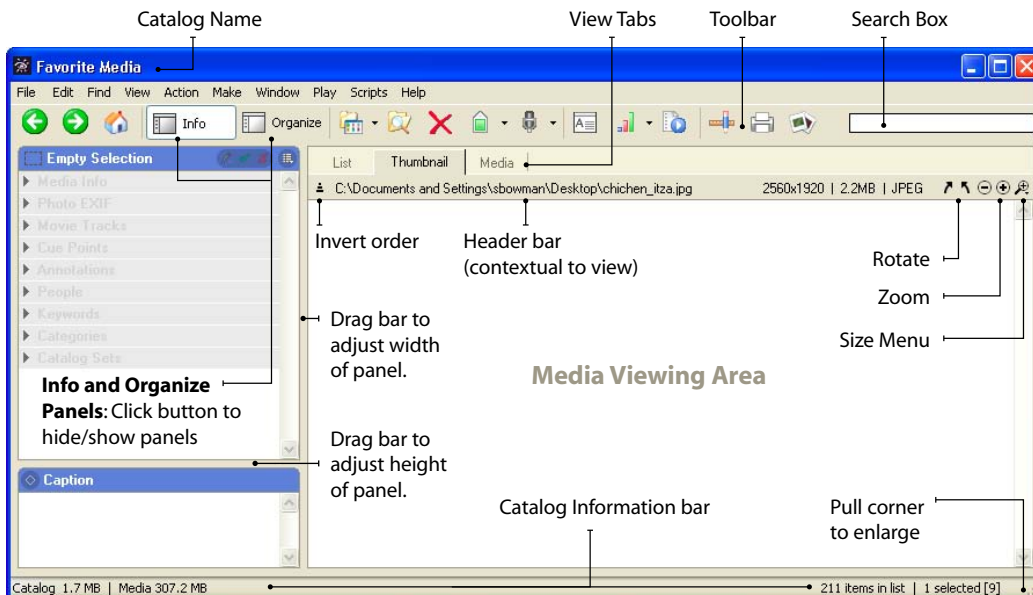 Catalog Name
View Tabs
Toolbar
Search Box
Favorite Media
File Edit Find View Action Make Window Play Scripts Help
Info
Organize
Empty Selection
List
Thumbnail
Media
Media Info
Photo EXIF
Movie Tracks
Cue Points
Annotations
People
Keywords
Categories
Catalog Sets
C:\Documents and Settings\sbowman\Desktop\chichen_itza.jpg
2560x1920 | 2.2MB | JPEG
Invert order
Header bar
(contextual to view)
Rotate
Zoom
Size Menu
Drag bar to
adjust width
of panel.
Media Viewing Area
Info and Organize
Panels: Click button to
hide/show panels
Drag bar to
adjust height
of panel.
Caption
Catalog Information bar
Pull corner
to enlarge
Catalog 1.7 MB | Media 307.2 MB
211 items in list | 1 selected [9]